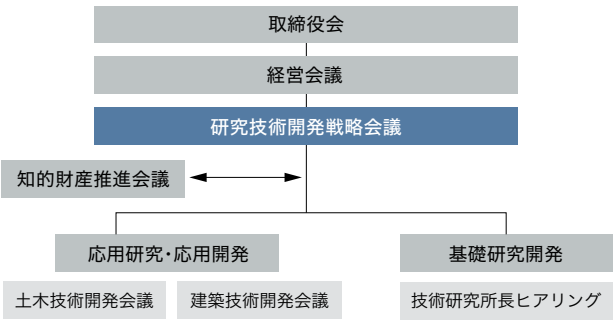 取締役会
経営会議
研究技術開発戦略会議
知的財産推進会議
応用研究･応用開発
基礎研究開発
土木技術開発会議
建築技術開発会議
技術研究所長ヒアリング